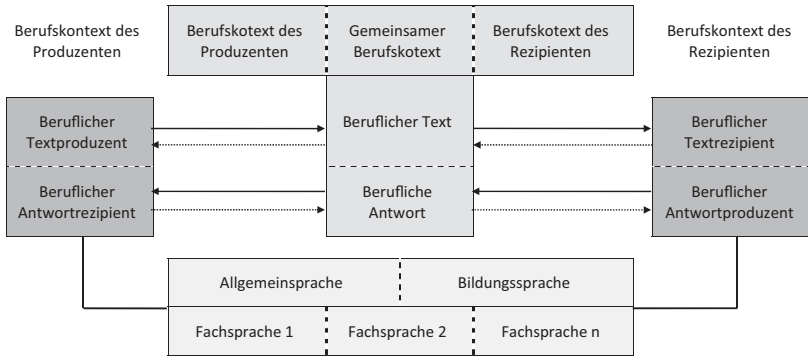 Berufskontext des
Produzenten
Berufskotext des
Produzenten
Gemeinsamer
Berufskotext
Berufskotext des
Rezipienten
Berufskontext des
Rezipienten
Beruflicher
Textproduzent
Beruflicher Text
Beruflicher
Textrezipient
Beruflicher
Antwortrezipient
Berufliche
Antwort
Beruflicher
Antwortproduzent
Allgemeinsprache
Bildungssprache
Fachsprache 1
Fachsprache 2
Fachsprache n